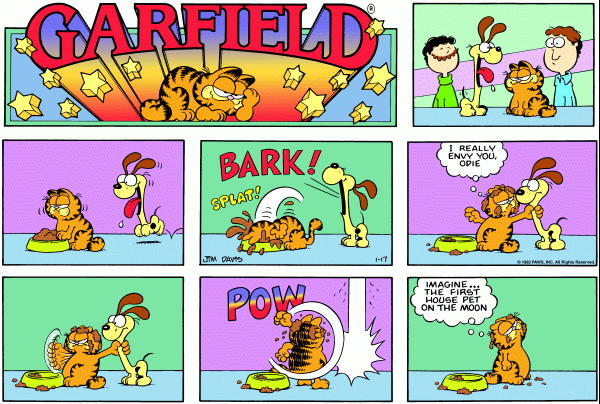 GARFIELD®
BARK!
SPLAT!
JIM DAVIS
1-17
I REALLY
ENVY YOU,
ODIE
© 1982 PAWS, INC. All Rights Reserved.
POW
IMAGINE...
THE FIRST
HOUSE PET
ON THE MOON